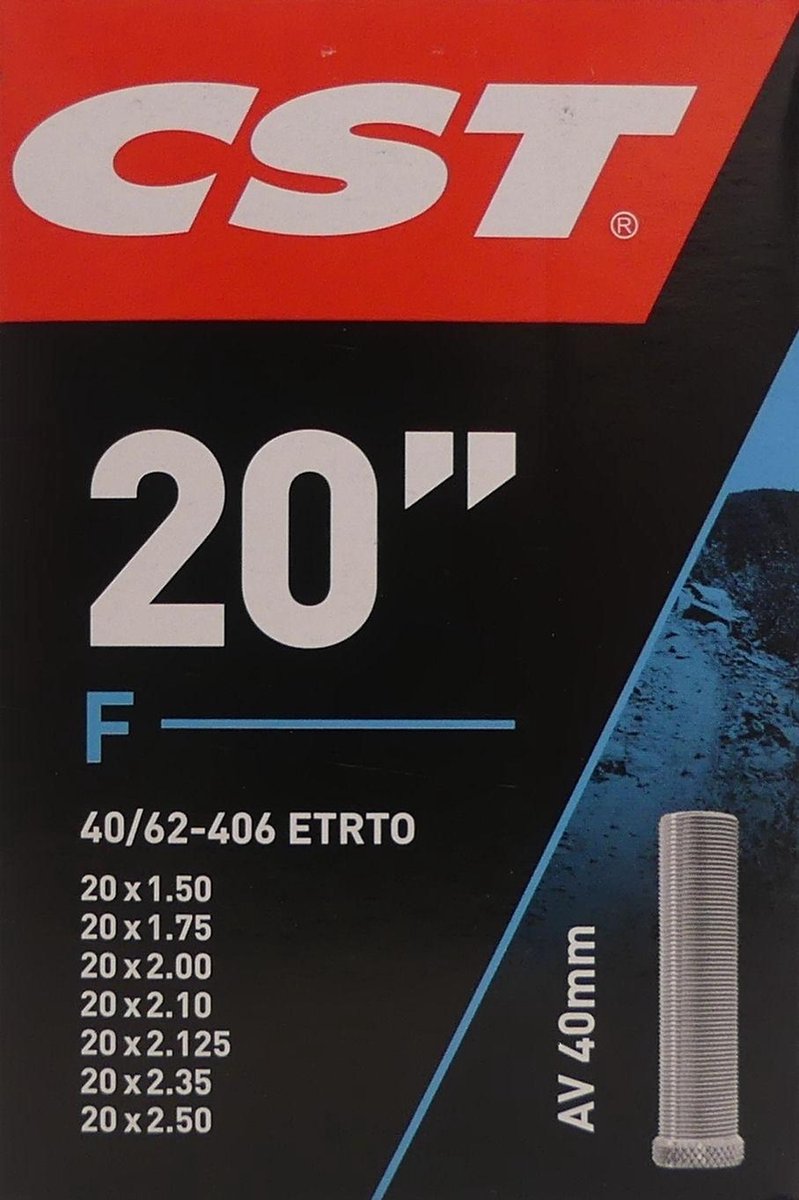 CST®
20”
F
40/62-406 ETRTO
20 x 1.50
20 x 1.75
20 x 2.00
20 x 2.10
20 x 2.125
20 x 2.35
20 x 2.50
AV 40mm